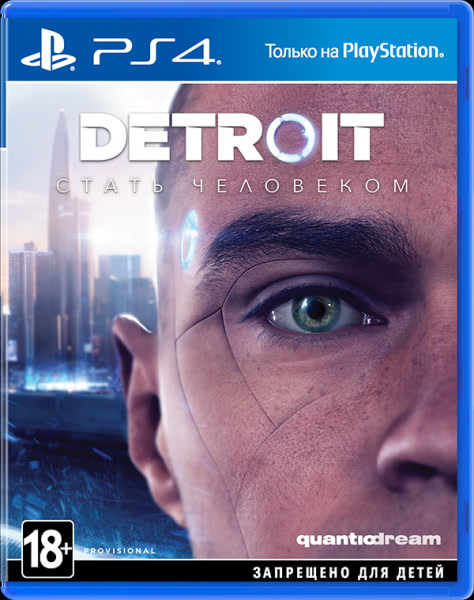 PS4
Только на PlayStation®
DETROIT
СТАТЬ ЧЕЛОВЕКОМ
18+
PROVISIONAL
quanticdream
ЗАПРЕЩЕНО ДЛЯ ДЕТЕЙ